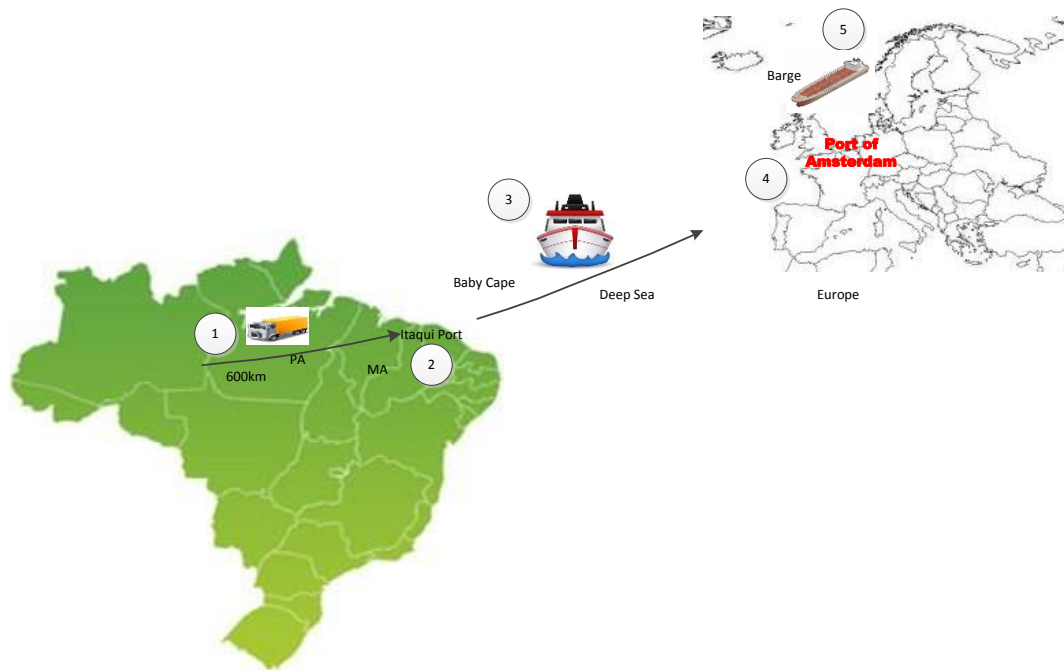 5
Barge
Port of
Amsterdam
4
3
Baby Cape
Deep Sea
Europe
1
Itaqui Port
PA
2
MA
600km